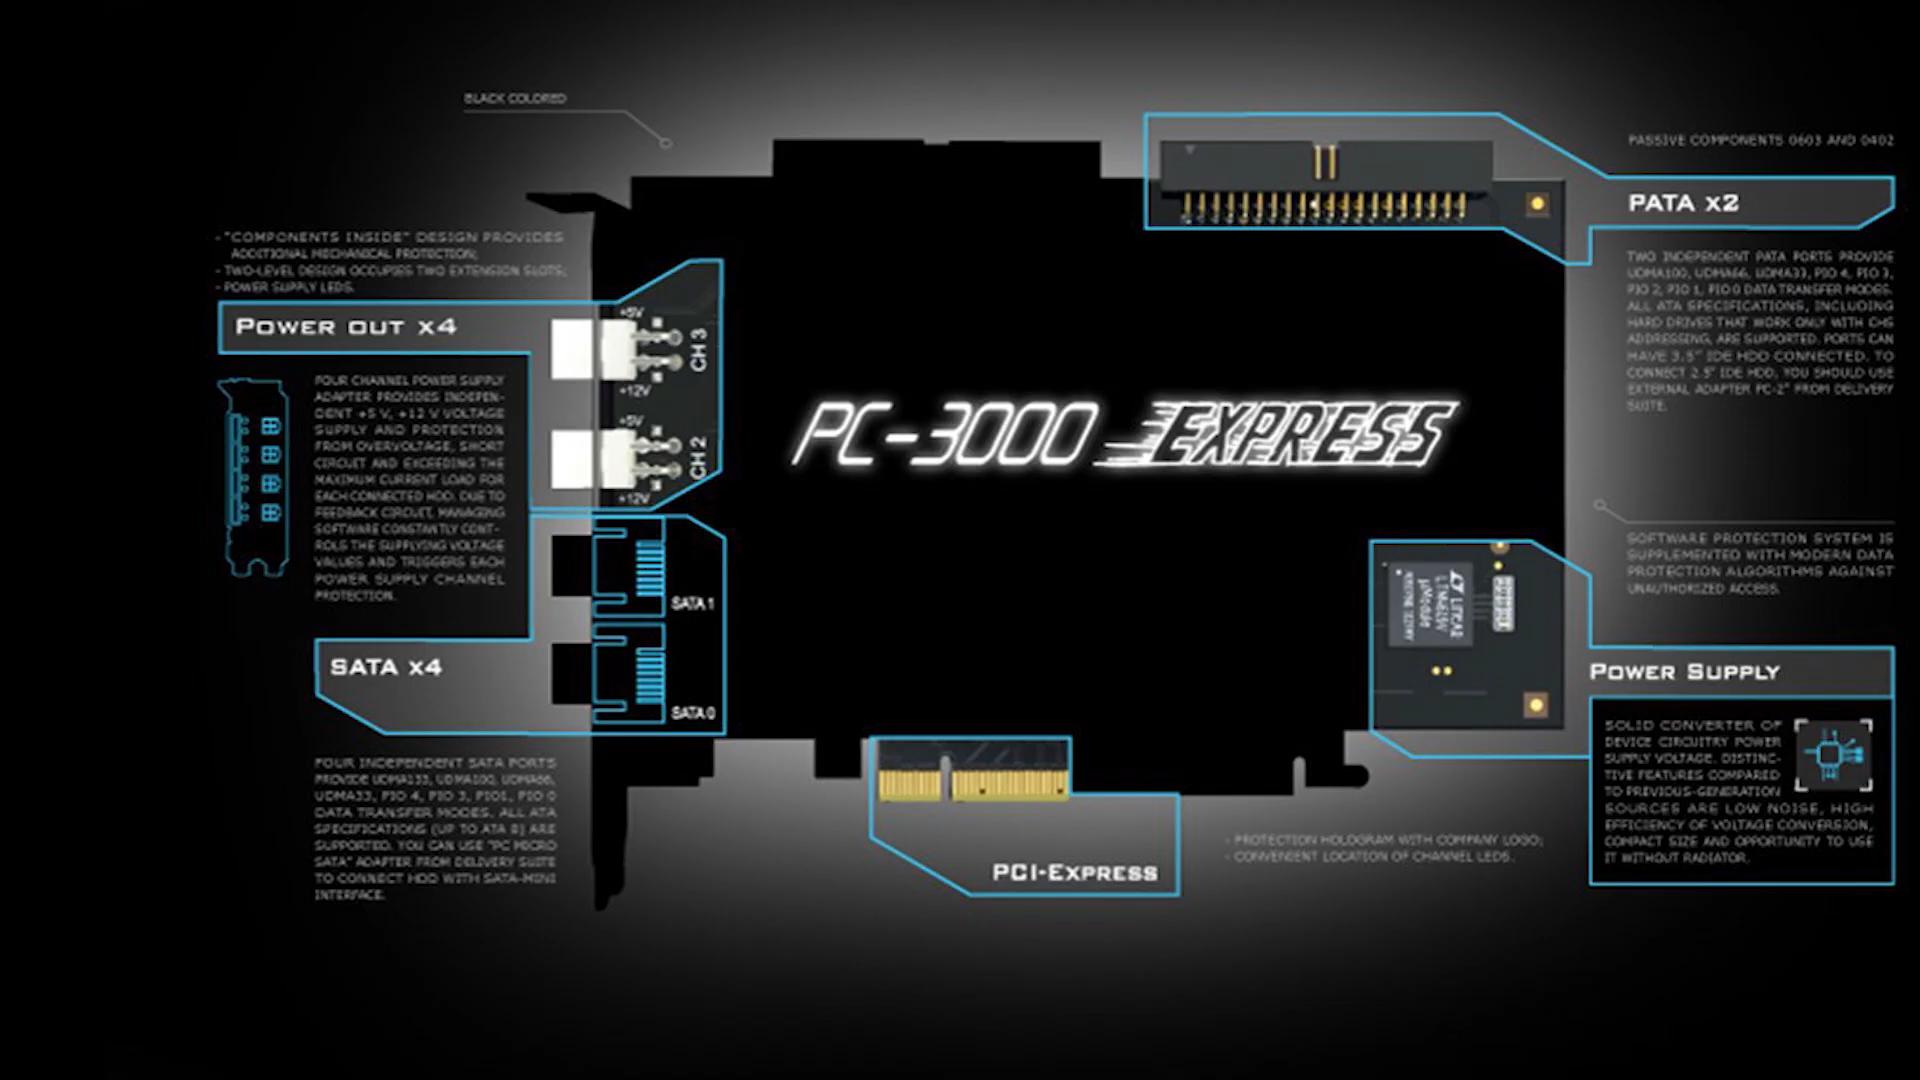 BLACK COLORED
- "COMPONENTS INSIDE" DESIGN PROVIDES
ADDITIONAL MECHANICAL PROTECTION;
- TWO-LEVEL DESIGN OCCUPIES TWO EXTENSION SLOTS;
- POWER SUPPLY LEDS.
POWER OUT X4
FOUR CHANNEL POWER SUPPLY
ADAPTER PROVIDES INDEPEN-
DENT +5 V, +12 V VOLTAGE
SUPPLY AND PROTECTION
FROM OVERVOLTAGE, SHORT
CIRCUIT AND EXCEEDING THE
MAXIMUM CURRENT LOAD FOR
EACH CONNECTED HDD. DUE TO
FEEDBACK CIRCUIT, MANAGING
SOFTWARE CONSTANTLY CONT-
ROLS THE SUPPLYING VOLTAGE
VALUES AND TRIGGERS EACH
POWER SUPPLY CHANNEL
PROTECTION.
+5V
CH 3
+12V
+5V
CH 2
+12V
SATA 1
SATA 0
SATA X4
FOUR INDEPENDENT SATA PORTS
PROVIDE UDMA133, UDMA100, UDMA66,
UDMA33, PIO 4, PIO 3, PIO1, PIO 0
DATA TRANSFER MODES. ALL ATA
SPECIFICATIONS (UP TO ATA 8) ARE
SUPPORTED. YOU CAN USE "PC MICRO
SATA" ADAPTER FROM DELIVERY SUITE
TO CONNECT HDD WITH SATA-MINI
INTERFACE.
PC-3000 EXPRESS
PCI-EXPRESS
- PROTECTION HOLOGRAM WITH COMPANY LOGO;
- CONVENIENT LOCATION OF CHANNEL LEDS.
PASSIVE COMPONENTS 0603 AND 0402
PATA X2
TWO INDEPENDENT PATA PORTS PROVIDE
UDMA100, UDMA66, UDMA33, PIO 4, PIO 3,
PIO 2, PIO 1, PIO 0 DATA TRANSFER MODES.
ALL ATA SPECIFICATIONS, INCLUDING
HARD DRIVES THAT WORK ONLY WITH CHS
ADDRESSING, ARE SUPPORTED. PORTS CAN
HAVE 3.5" IDE HDD CONNECTED. TO
CONNECT 2.5" IDE HDD, YOU SHOULD USE
EXTERNAL ADAPTER PC-2" FROM DELIVERY
SUITE.
SOFTWARE PROTECTION SYSTEM IS
SUPPLEMENTED WITH MODERN DATA
PROTECTION ALGORITHMS AGAINST
UNAUTHORIZED ACCESS.
LINEAR
µModule
POWER SUPPLY
SOLID CONVERTER OF
DEVICE CIRCUITRY POWER
SUPPLY VOLTAGE. DISTINC-
TIVE FEATURES COMPARED
TO PREVIOUS-GENERATION
SOURCES ARE LOW NOISE, HIGH
EFFICIENCY OF VOLTAGE CONVERSION,
COMPACT SIZE AND OPPORTUNITY TO USE
IT WITHOUT RADIATOR.